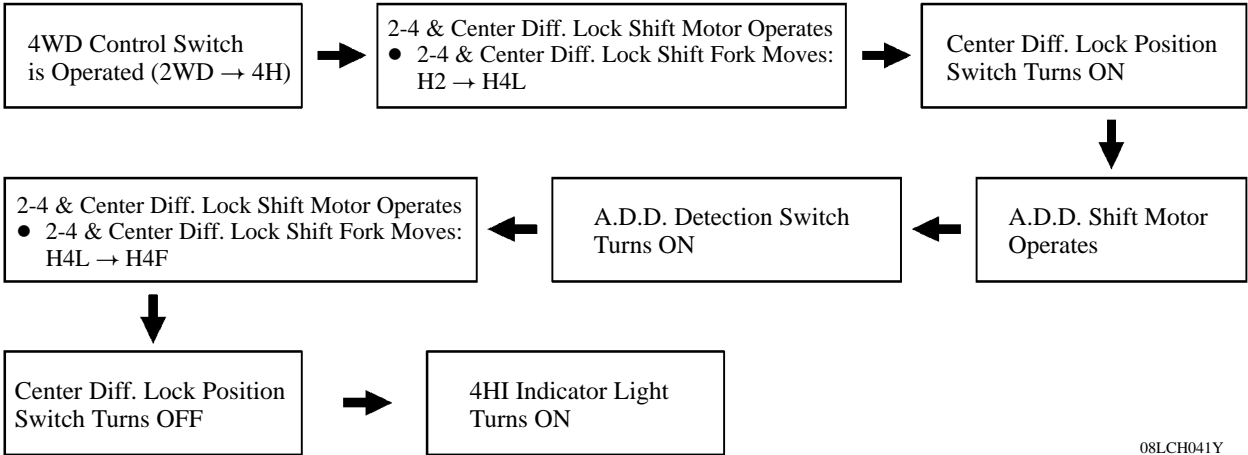 4WD Control Switch
is Operated (2WD → 4H)
2-4 & Center Diff. Lock Shift Motor Operates
● 2-4 & Center Diff. Lock Shift Fork Moves:
H2 → H4L
Center Diff. Lock Position
Switch Turns ON
A.D.D. Shift Motor
Operates
A.D.D. Detection Switch
Turns ON
2-4 & Center Diff. Lock Shift Motor Operates
● 2-4 & Center Diff. Lock Shift Fork Moves:
H4L → H4F
Center Diff. Lock Position
Switch Turns OFF
4HI Indicator Light
Turns ON
08LCH041Y